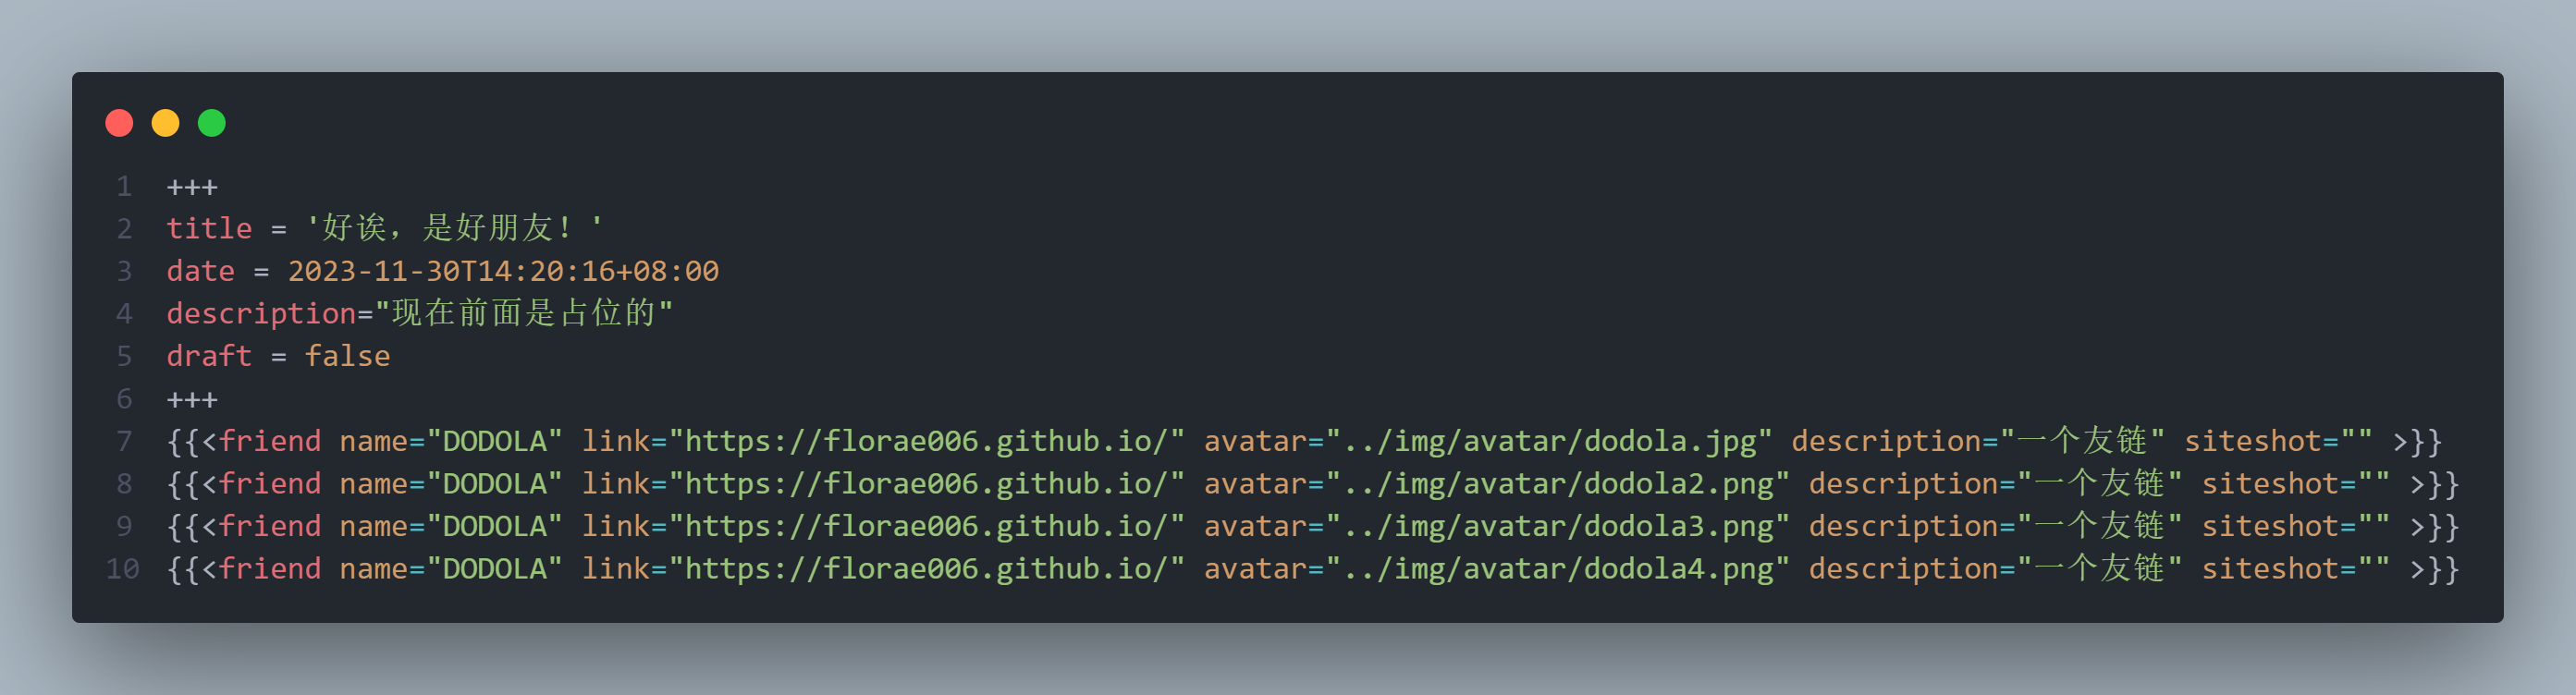 1 +++
2 title = '好诶，是好朋友！'
3 date = 2023-11-30T14:20:16+08:00
4 description="现在前面是占位的"
5 draft = false
6 +++
7 {{<friend name="DODOLA" link="https://florae006.github.io/" avatar="../img/avatar/dodola.jpg" description="一个友链" siteshot="" >}}
8 {{<friend name="DODOLA" link="https://florae006.github.io/" avatar="../img/avatar/dodola2.png" description="一个友链" siteshot="" >}}
9 {{<friend name="DODOLA" link="https://florae006.github.io/" avatar="../img/avatar/dodola3.png" description="一个友链" siteshot="" >}}
10 {{<friend name="DODOLA" link="https://florae006.github.io/" avatar="../img/avatar/dodola4.png" description="一个友链" siteshot="" >}}